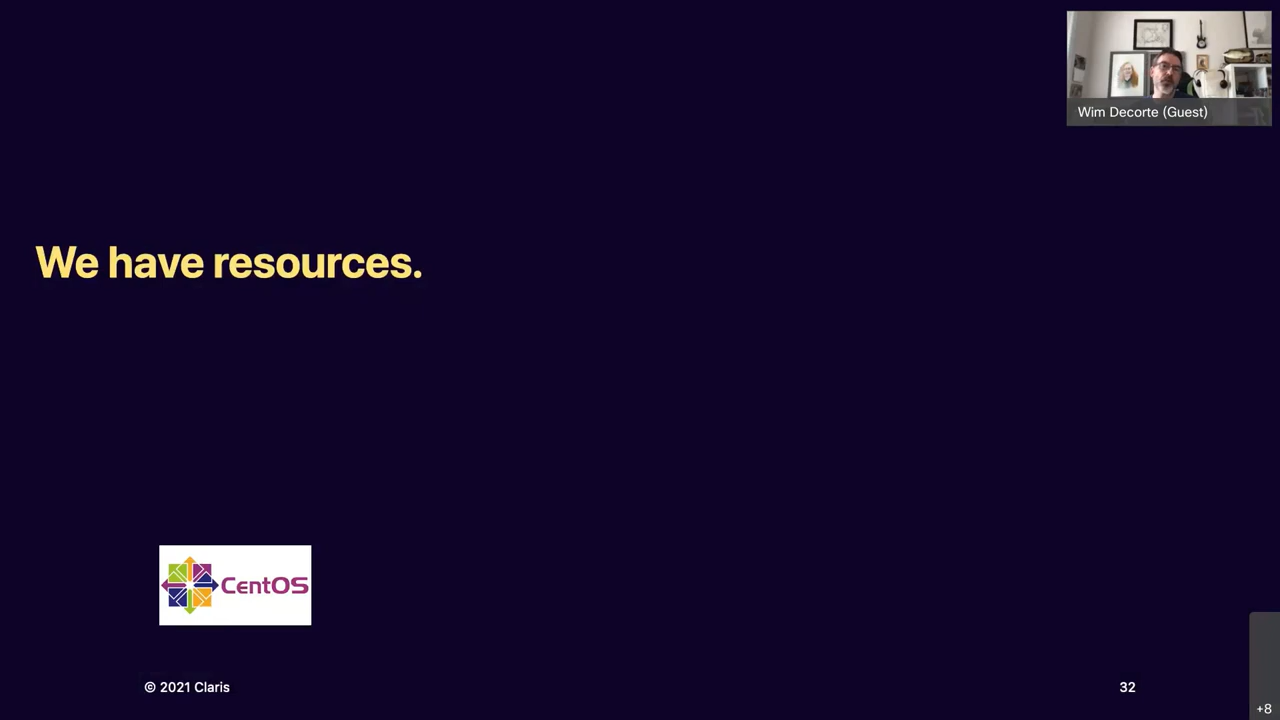 Wim Decorte (Guest)
We have resources.
CentOS
© 2021 Claris
32
+8